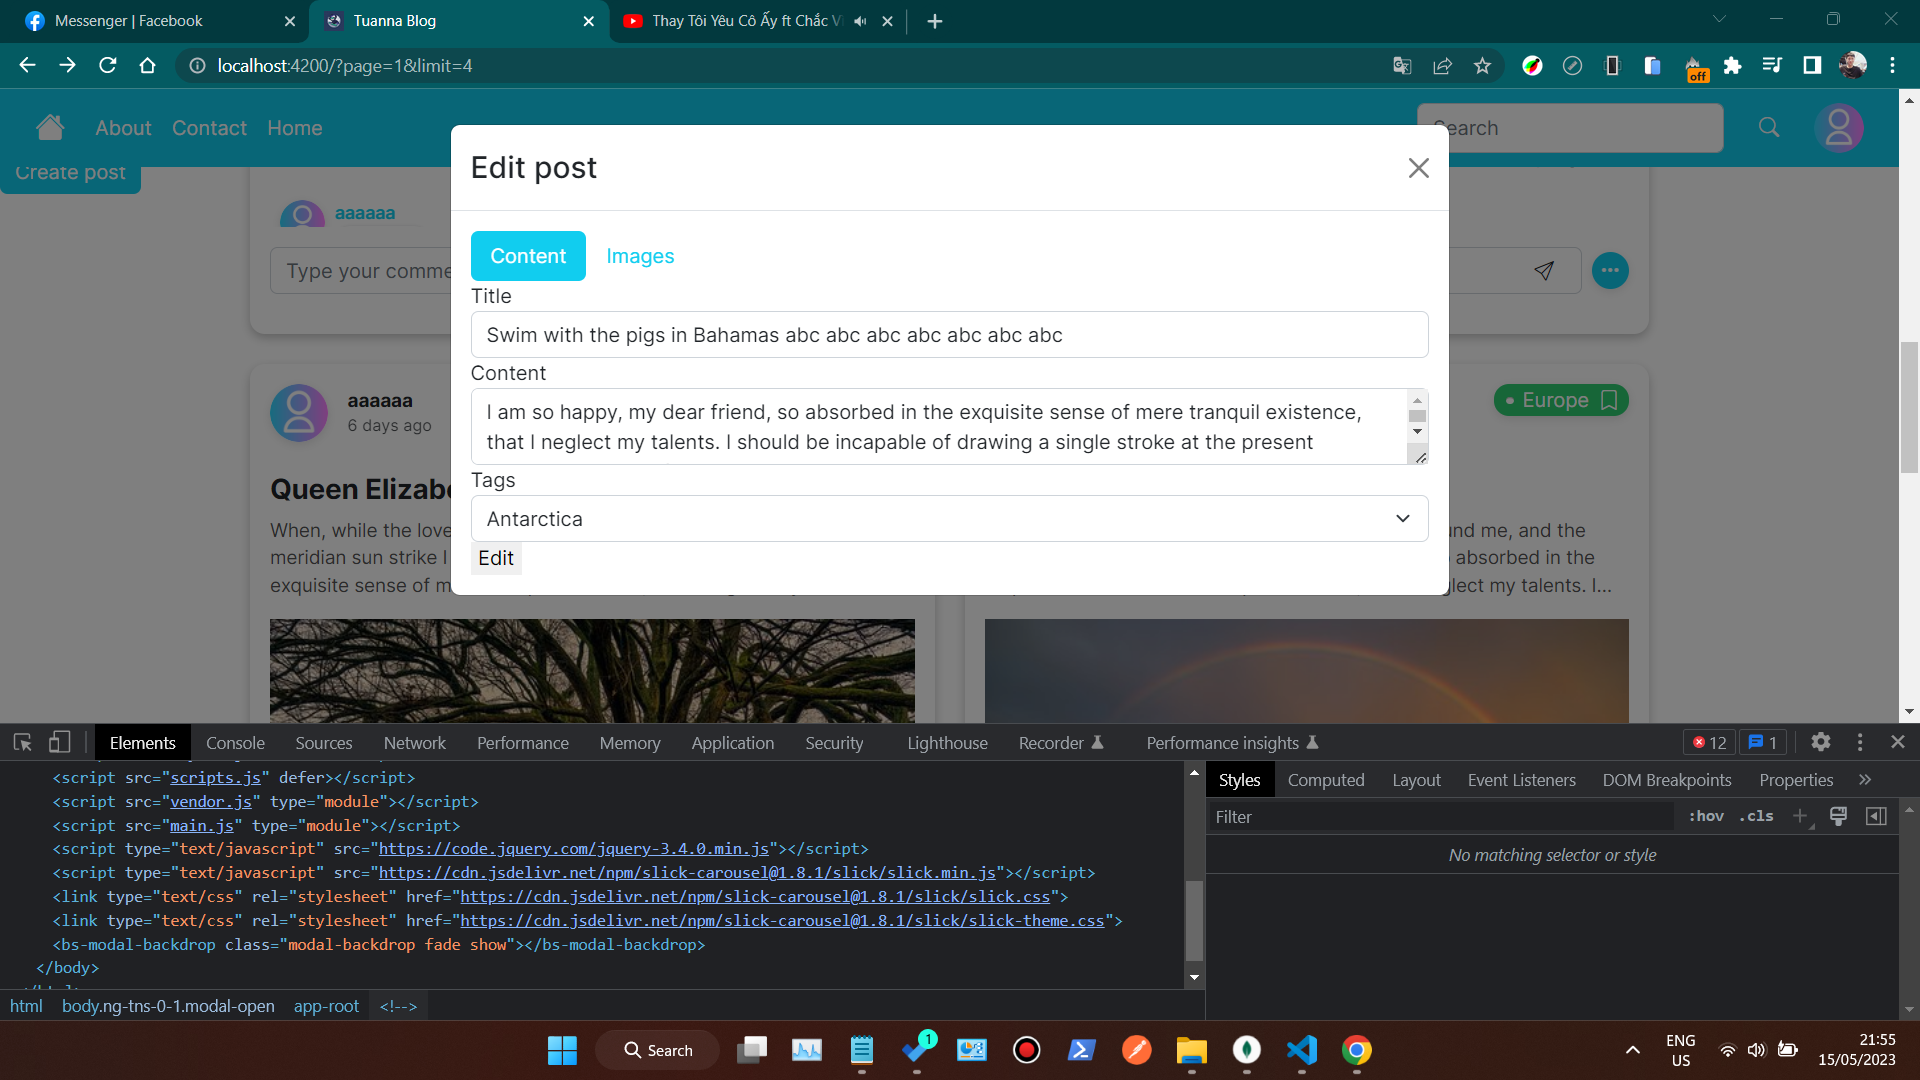 Messenger | Facebook
Tuanna Blog
Thay Tôi Yêu Cô Ấy ft Chắc V
localhost:4200/?page=1&limit=4
off
About
Contact
Home
Search
Create post
aaaaaa
Type your comme
Edit post
Content
Images
Title
Swim with the pigs in Bahamas abc abc abc abc abc abc abc
Content
I am so happy, my dear friend, so absorbed in the exquisite sense of mere tranquil existence,
that I neglect my talents. I should be incapable of drawing a single stroke at the present
Tags
Antarctica
Edit
aaaaaa
6 days ago
Queen Elizab
When, while the love
meridian sun strike I
exquisite sense of m
Europe
und me, and the
absorbed in the
lect my talents. I...
Elements
Console
Sources
Network
Performance
Memory
Application
Security
Lighthouse
Recorder
Performance insights
12
1
<script src="scripts.js" defer></script>
<script src="vendor.js" type="module"></script>
<script src="main.js" type="module"></script>
<script type="text/javascript" src="https://code.jquery.com/jquery-3.4.0.min.js"></script>
<script type="text/javascript" src="https://cdn.jsdelivr.net/npm/slick-carousel@1.8.1/slick/slick.min.js"></script>
<link type="text/css" rel="stylesheet" href="https://cdn.jsdelivr.net/npm/slick-carousel@1.8.1/slick/slick.css">
<link type="text/css" rel="stylesheet" href="https://cdn.jsdelivr.net/npm/slick-carousel@1.8.1/slick/slick-theme.css">
<bs-modal-backdrop class="modal-backdrop fade show"></bs-modal-backdrop>
</body>
html
body.ng-tns-0-1.modal-open
app-root
<!-->
Styles
Computed
Layout
Event Listeners
DOM Breakpoints
Properties
Filter
:hov
.cls
No matching selector or style
Search
1
ENG
US
21:55
15/05/2023